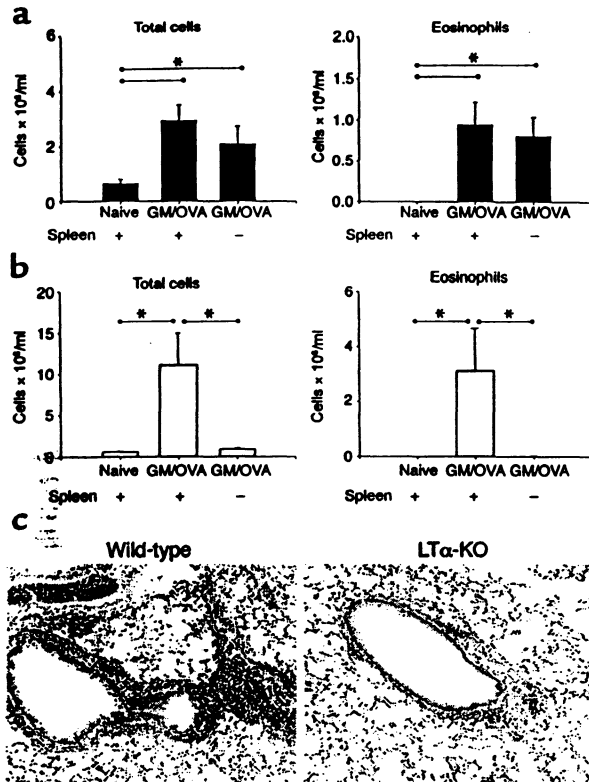 a
Total cells
Cells x 10⁶/ml
6
4
2
0
*
Naive GM/OVA GM/OVA
Spleen + + −
Eosinophils
Cells x 10⁶/ml
2.0
1.5
1.0
0.5
0.0
*
Naive GM/OVA GM/OVA
Spleen + + −
b
Total cells
Cells x 10⁶/ml
20
15
10
5
0
* *
Naive GM/OVA GM/OVA
Spleen + + −
Eosinophils
Cells x 10⁶/ml
6
4
2
0
* *
Naive GM/OVA GM/OVA
Spleen + + −
c
Wild-type
LTα-KO